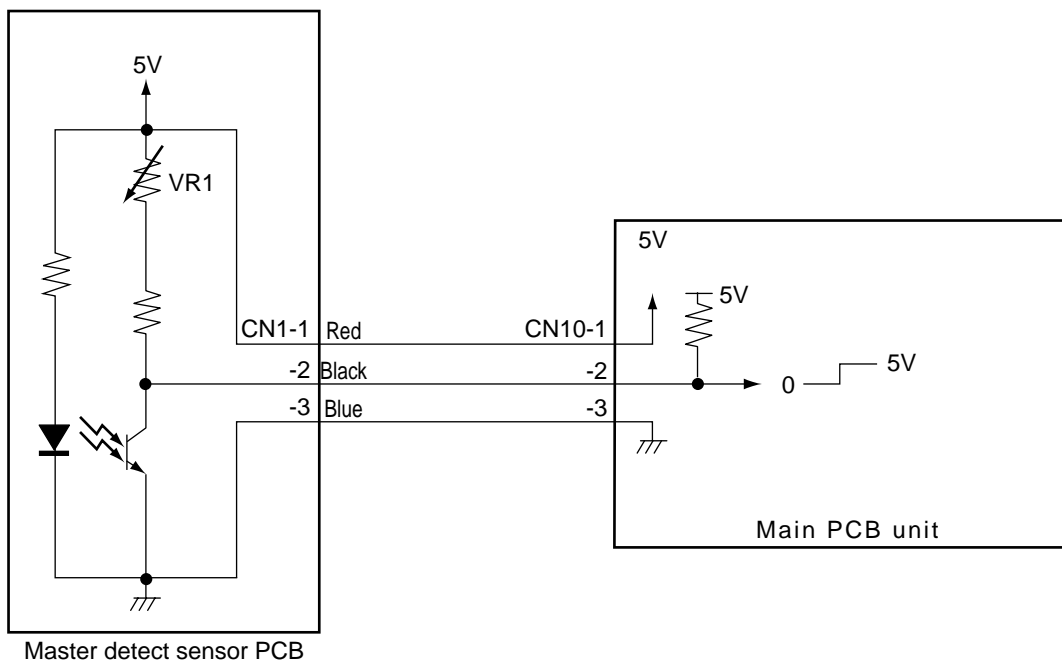 5V
VR1
5V
5V
CN1-1 Red CN10-1
-2 Black -2 0 5V
-3 Blue -3
Main PCB unit
Master detect sensor PCB